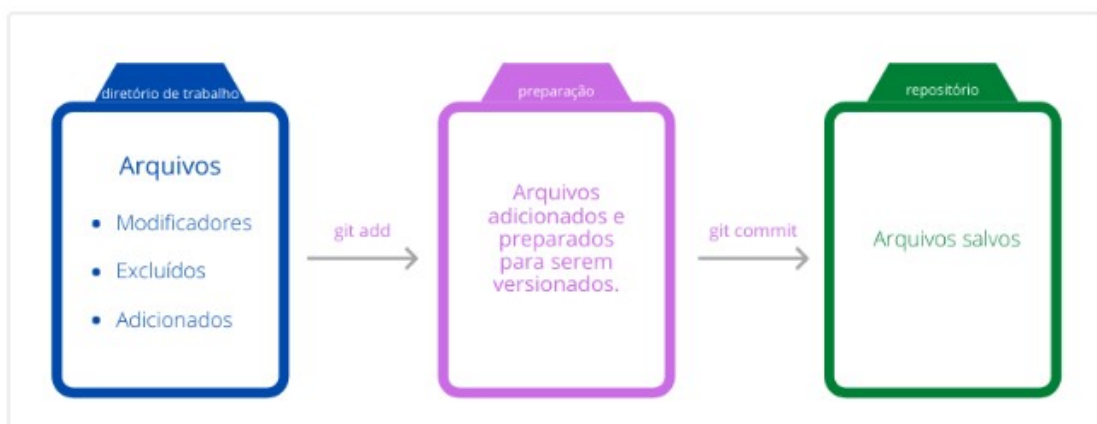 diretório de trabalho
Arquivos
Modificadores
Excluídos
Adicionados
git add
preparação
Arquivos
adicionados e
preparados
para serem
versionados.
git commit
repositório
Arquivos salvos